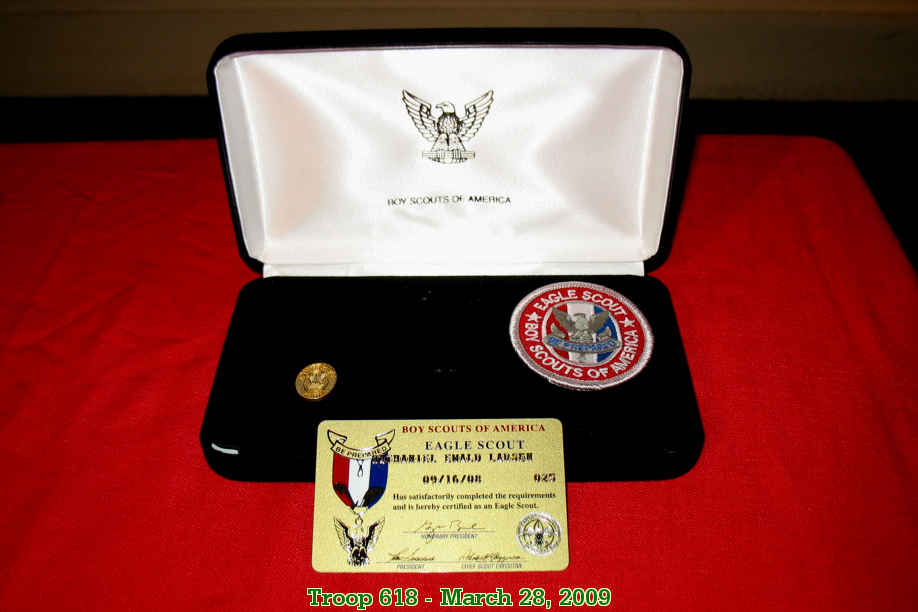 BOY SCOUTS OF AMERICA
EAGLE SCOUT
BE PREPARED
BOY SCOUTS OF AMERICA
BOY SCOUTS OF AMERICA
EAGLE SCOUT
BE PREPARED
DANIEL EWALD LAUSEN
09/16/08 025
Has satisfactorily completed the requirements
and is hereby certified as an Eagle Scout.
HONORARY PRESIDENT
PRESIDENT CHIEF SCOUT EXECUTIVE
Troop 618 - March 28, 2009